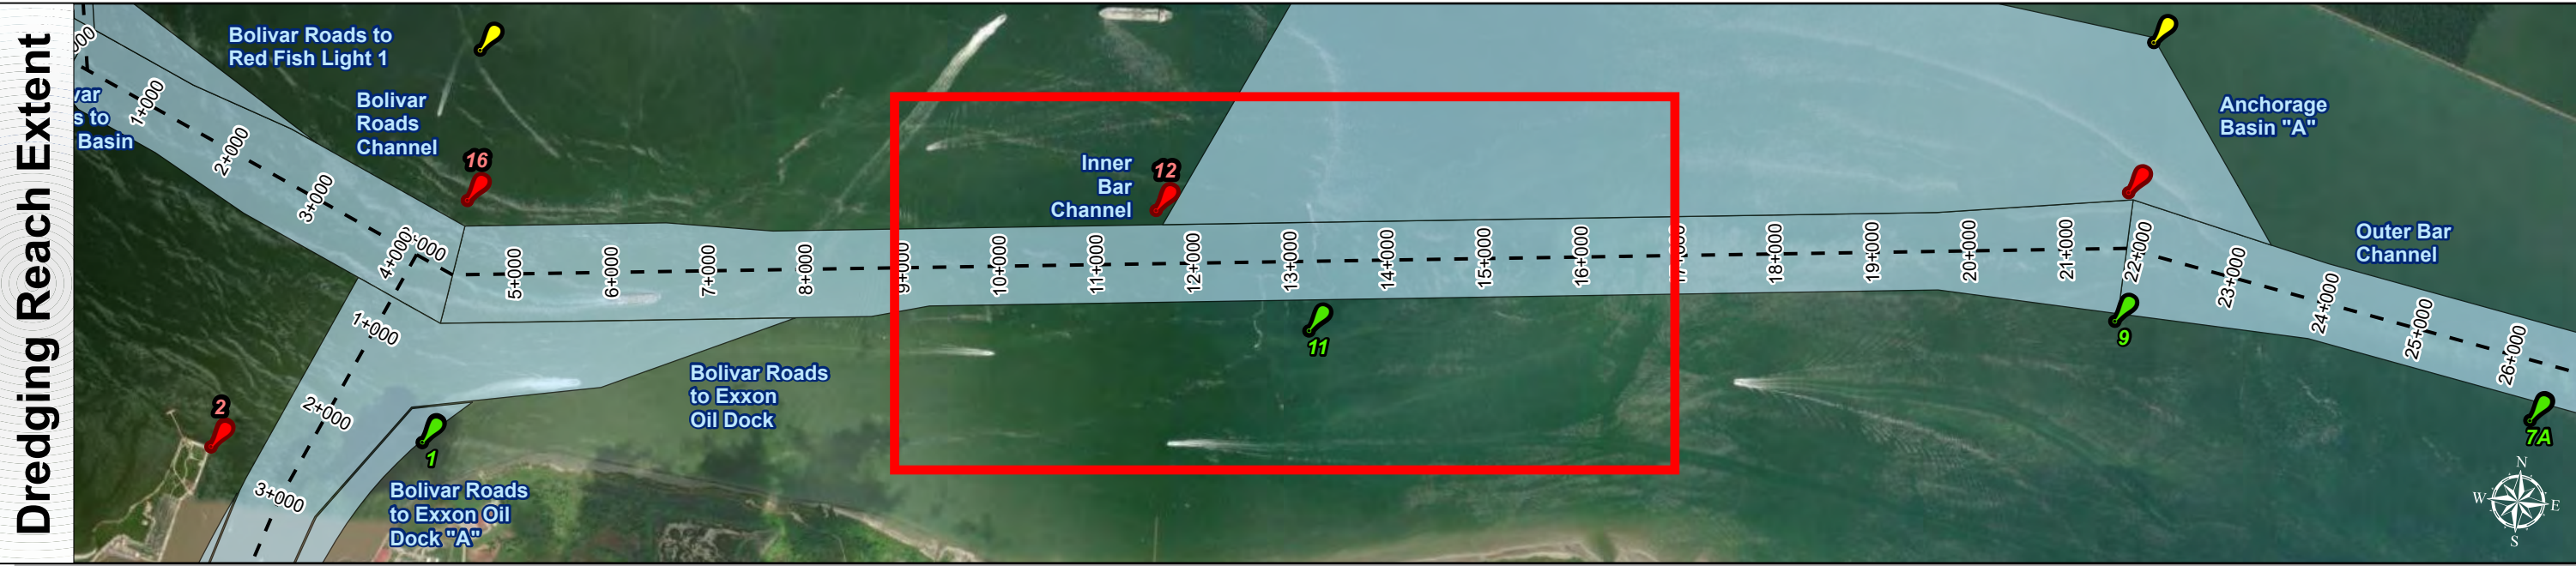 Dredging Reach Extent
Bolivar Roads to
Red Fish Light 1
Bolivar
Roads
Channel
s to
Basin
1+000
2+000
3+000
4+000
16
Inner
Bar
Channel
12
Anchorage
Basin "A"
Outer Bar
Channel
5+000
6+000
7+000
8+000
9+000
10+000
11+000
12+000
13+000
14+000
15+000
16+000
17+000
18+000
19+000
20+000
21+000
22+000
23+000
24+000
25+000
26+000
1+000
2+000
3+000
11
9
7A
2
1
Bolivar Roads
to Exxon
Oil Dock
Bolivar Roads
to Exxon Oil
Dock "A"
N
W
E
S